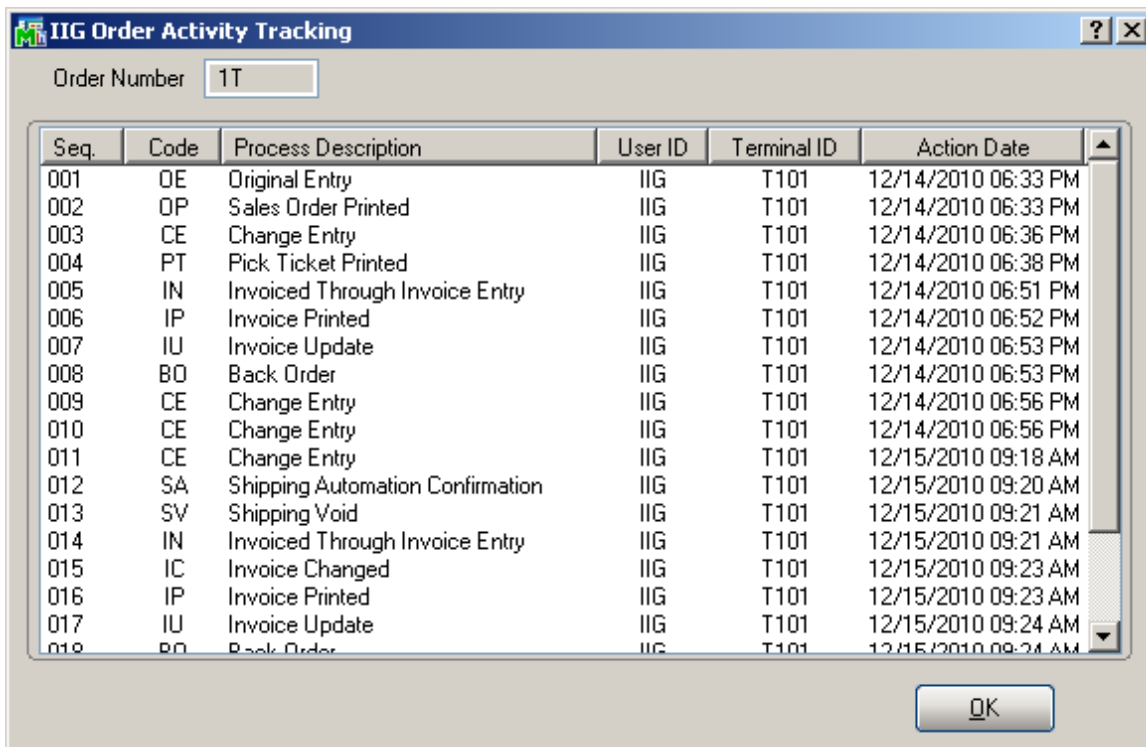 IIG Order Activity Tracking
Order Number 1T
Seq. Code Process Description User ID Terminal ID Action Date
001 OE Original Entry IIG T101 12/14/2010 06:33 PM
002 OP Sales Order Printed IIG T101 12/14/2010 06:33 PM
003 CE Change Entry IIG T101 12/14/2010 06:36 PM
004 PT Pick Ticket Printed IIG T101 12/14/2010 06:38 PM
005 IN Invoiced Through Invoice Entry IIG T101 12/14/2010 06:51 PM
006 IP Invoice Printed IIG T101 12/14/2010 06:52 PM
007 IU Invoice Update IIG T101 12/14/2010 06:53 PM
008 BO Back Order IIG T101 12/14/2010 06:53 PM
009 CE Change Entry IIG T101 12/14/2010 06:56 PM
010 CE Change Entry IIG T101 12/14/2010 06:56 PM
011 CE Change Entry IIG T101 12/15/2010 09:18 AM
012 SA Shipping Automation Confirmation IIG T101 12/15/2010 09:20 AM
013 SV Shipping Void IIG T101 12/15/2010 09:21 AM
014 IN Invoiced Through Invoice Entry IIG T101 12/15/2010 09:21 AM
015 IC Invoice Changed IIG T101 12/15/2010 09:23 AM
016 IP Invoice Printed IIG T101 12/15/2010 09:23 AM
017 IU Invoice Update IIG T101 12/15/2010 09:24 AM
018 BO Back Order IIG T101 12/15/2010 09:24 AM
OK